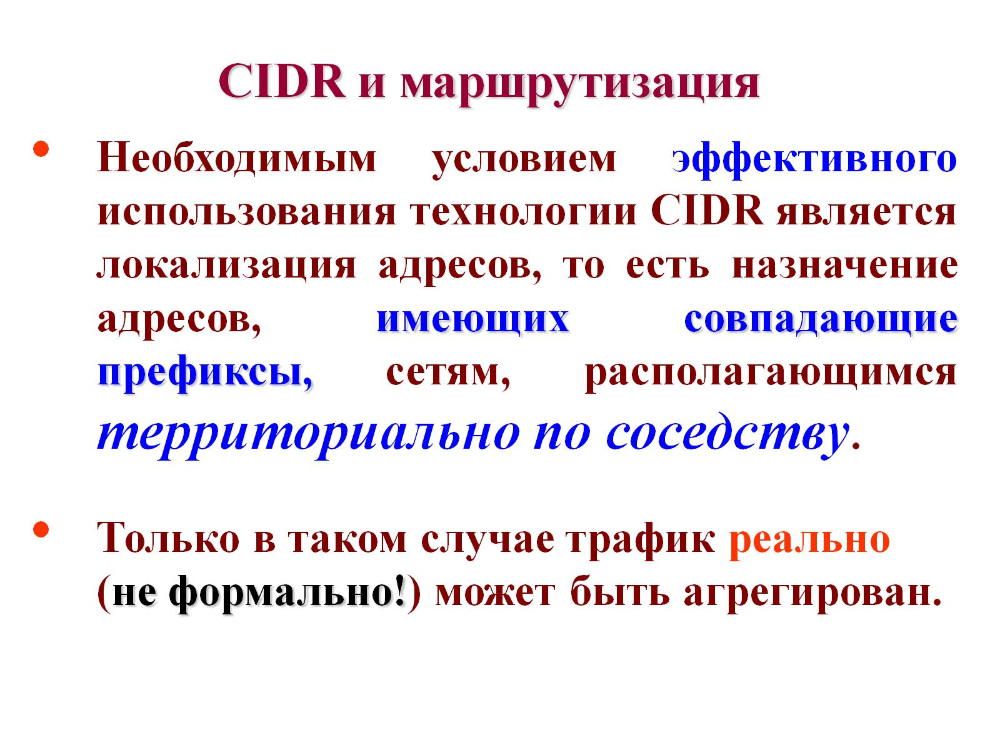 CIDR и маршрутизация
• Необходимым условием эффективного
использования технологии CIDR является
локализация адресов, то есть назначение
адресов, имеющих совпадающие
префиксы, сетям, располагающимся
территориально по соседству.
• Только в таком случае трафик реально
(не формально!) может быть агрегирован.